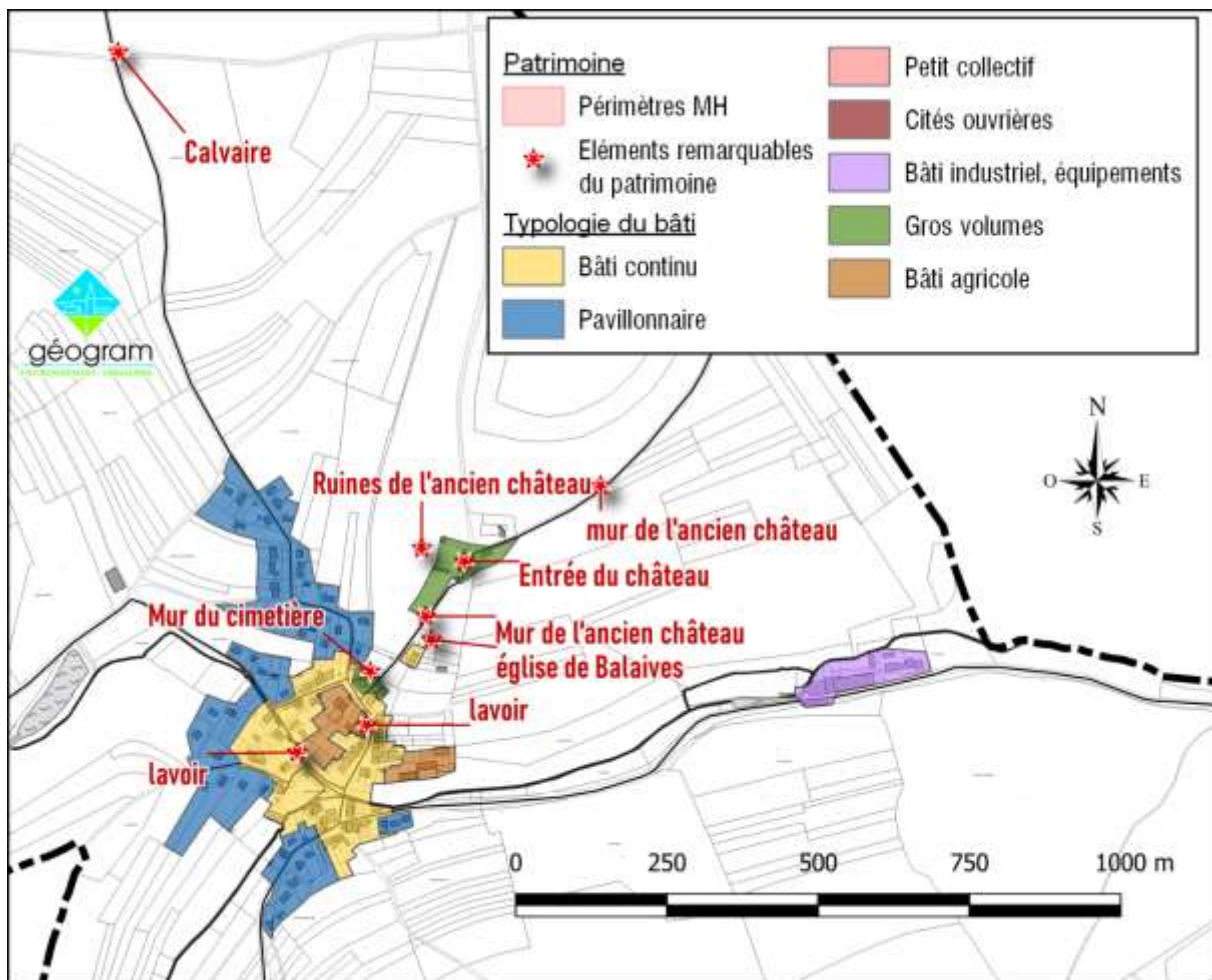 Patrimoine
Périmètres MH
Eléments remarquables
du patrimoine
Typologie du bâti
Bâti continu
Pavillonnaire
Petit collectif
Cités ouvrières
Bâti industriel, équipements
Gros volumes
Bâti agricole
Calvaire
géogram
N
O
E
S
Ruines de l'ancien château
mur de l'ancien château
Entrée du château
Mur du cimetière
Mur de l'ancien château
église de Balaives
lavoir
lavoir
0 250 500 750 1000 m